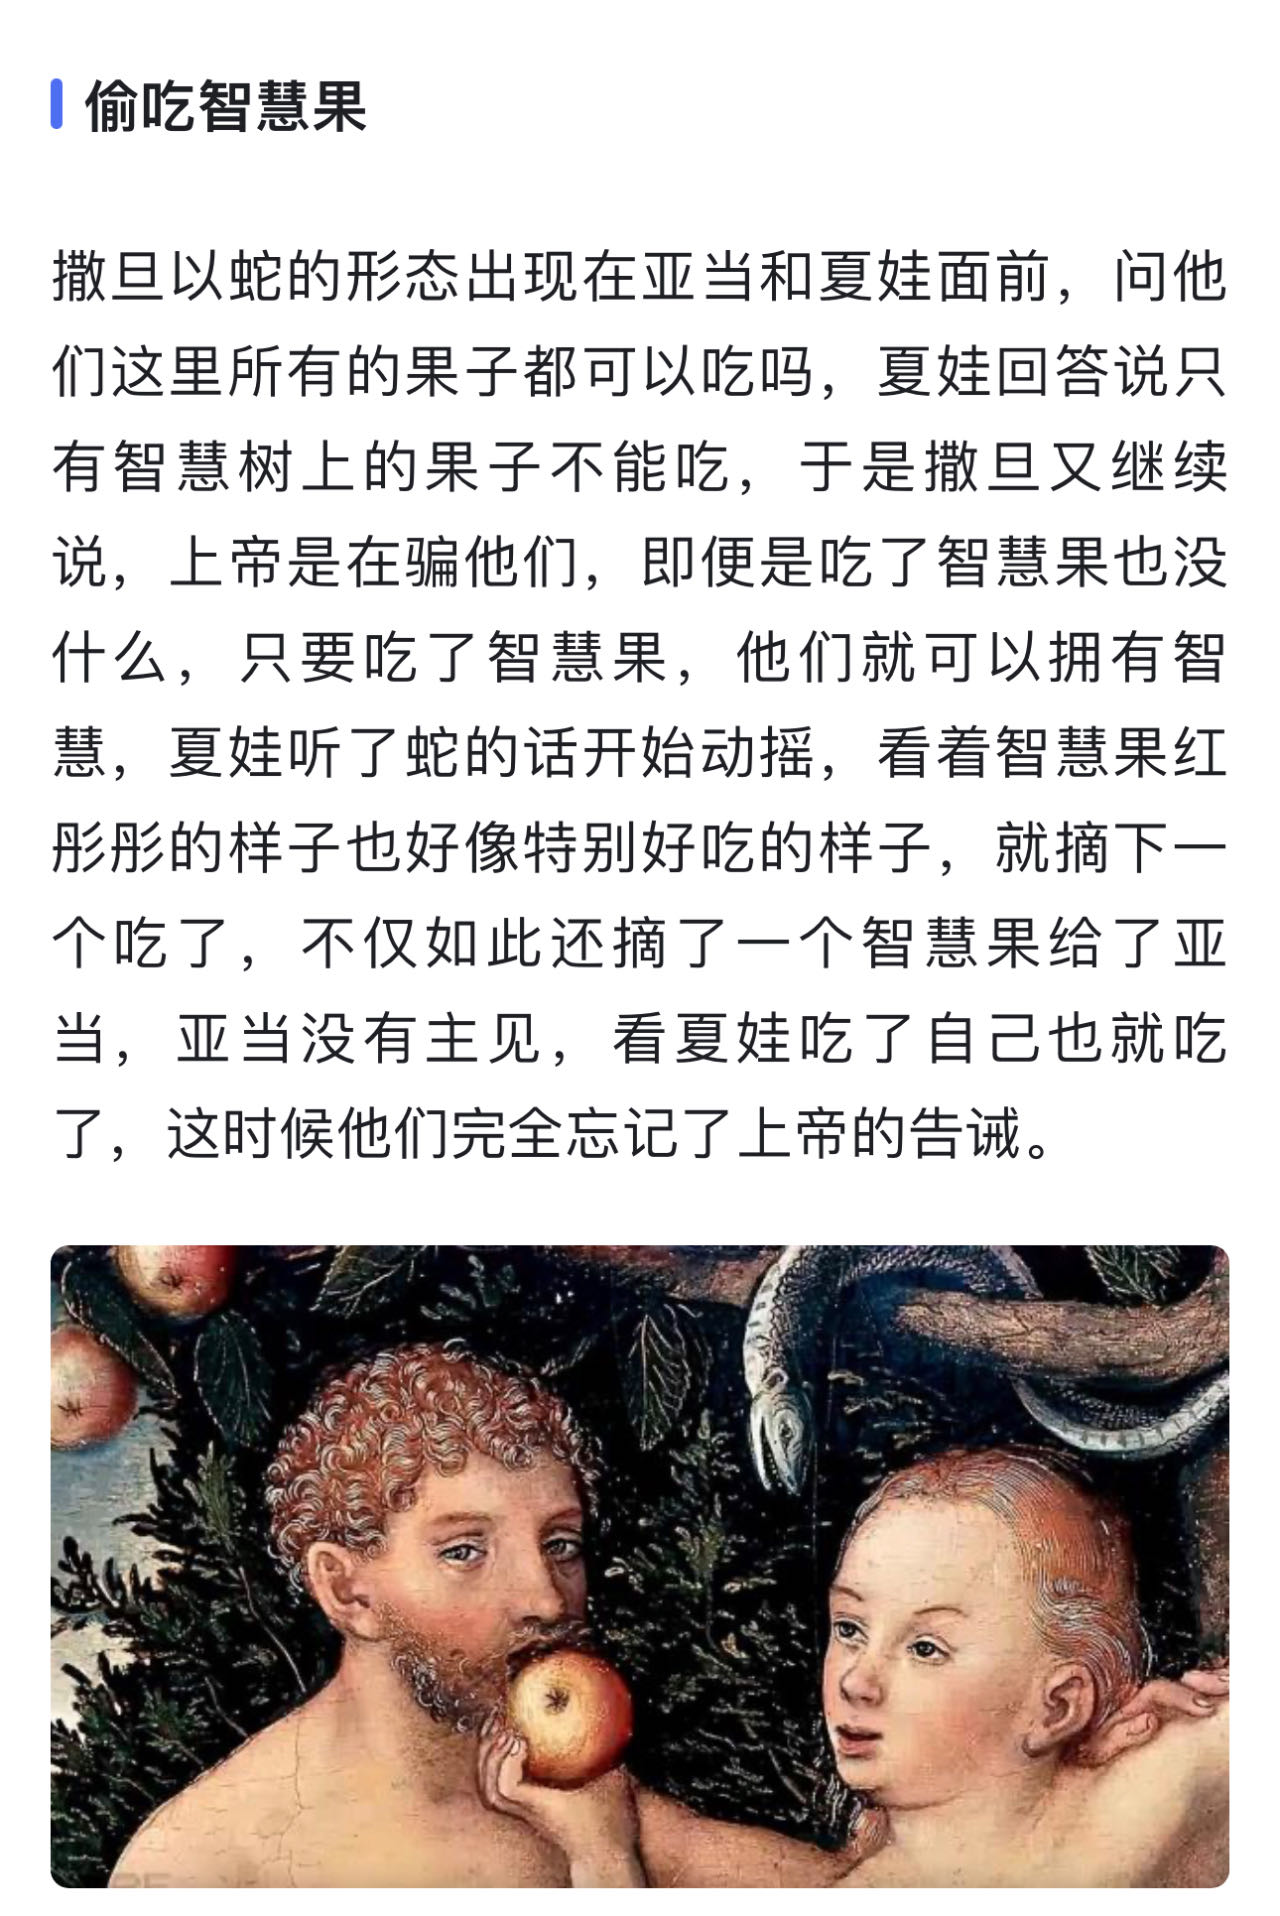 偷吃智慧果
撒旦以蛇的形态出现在亚当和夏娃面前，问他
们这里所有的果子都可以吃吗，夏娃回答说只
有智慧树上的果子不能吃，于是撒旦又继续
说，上帝是在骗他们，即便是吃了智慧果也没
什么，只要吃了智慧果，他们就可以拥有智
慧，夏娃听了蛇的话开始动摇，看着智慧果红
彤彤的样子也好像特别好吃的样子，就摘下一
个吃了，不仅如此还摘了一个智慧果给了亚
当，亚当没有主见，看夏娃吃了自己也就吃
了，这时候他们完全忘记了上帝的告诫。